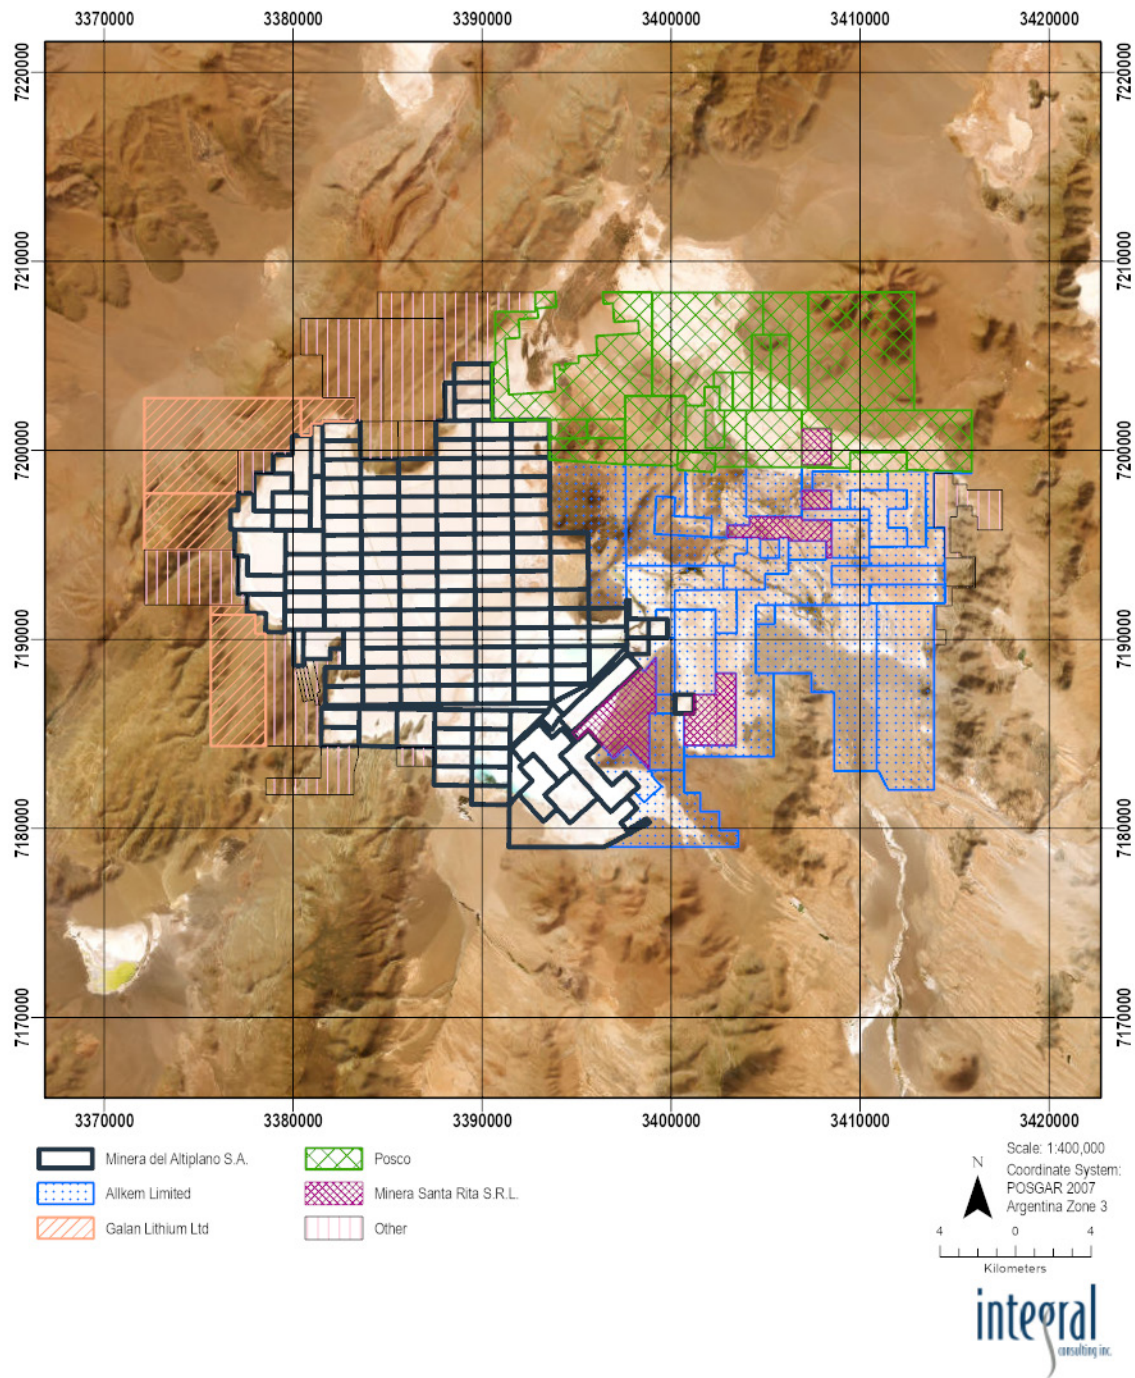 3370000 3380000 3390000 3400000 3410000 3420000
7220000 7220000
7210000 7210000
7200000 7200000
7190000 7190000
7180000 7180000
7170000 7170000
3370000 3380000 3390000 3400000 3410000 3420000
Minera del Altiplano S.A.
Allkem Limited
Galan Lithium Ltd
Posco
Minera Santa Rita S.R.L.
Other
N
Scale: 1:400,000
Coordinate System:
POSGAR 2007
Argentina Zone 3
4 0 4
Kilometers
integral
consulting inc.